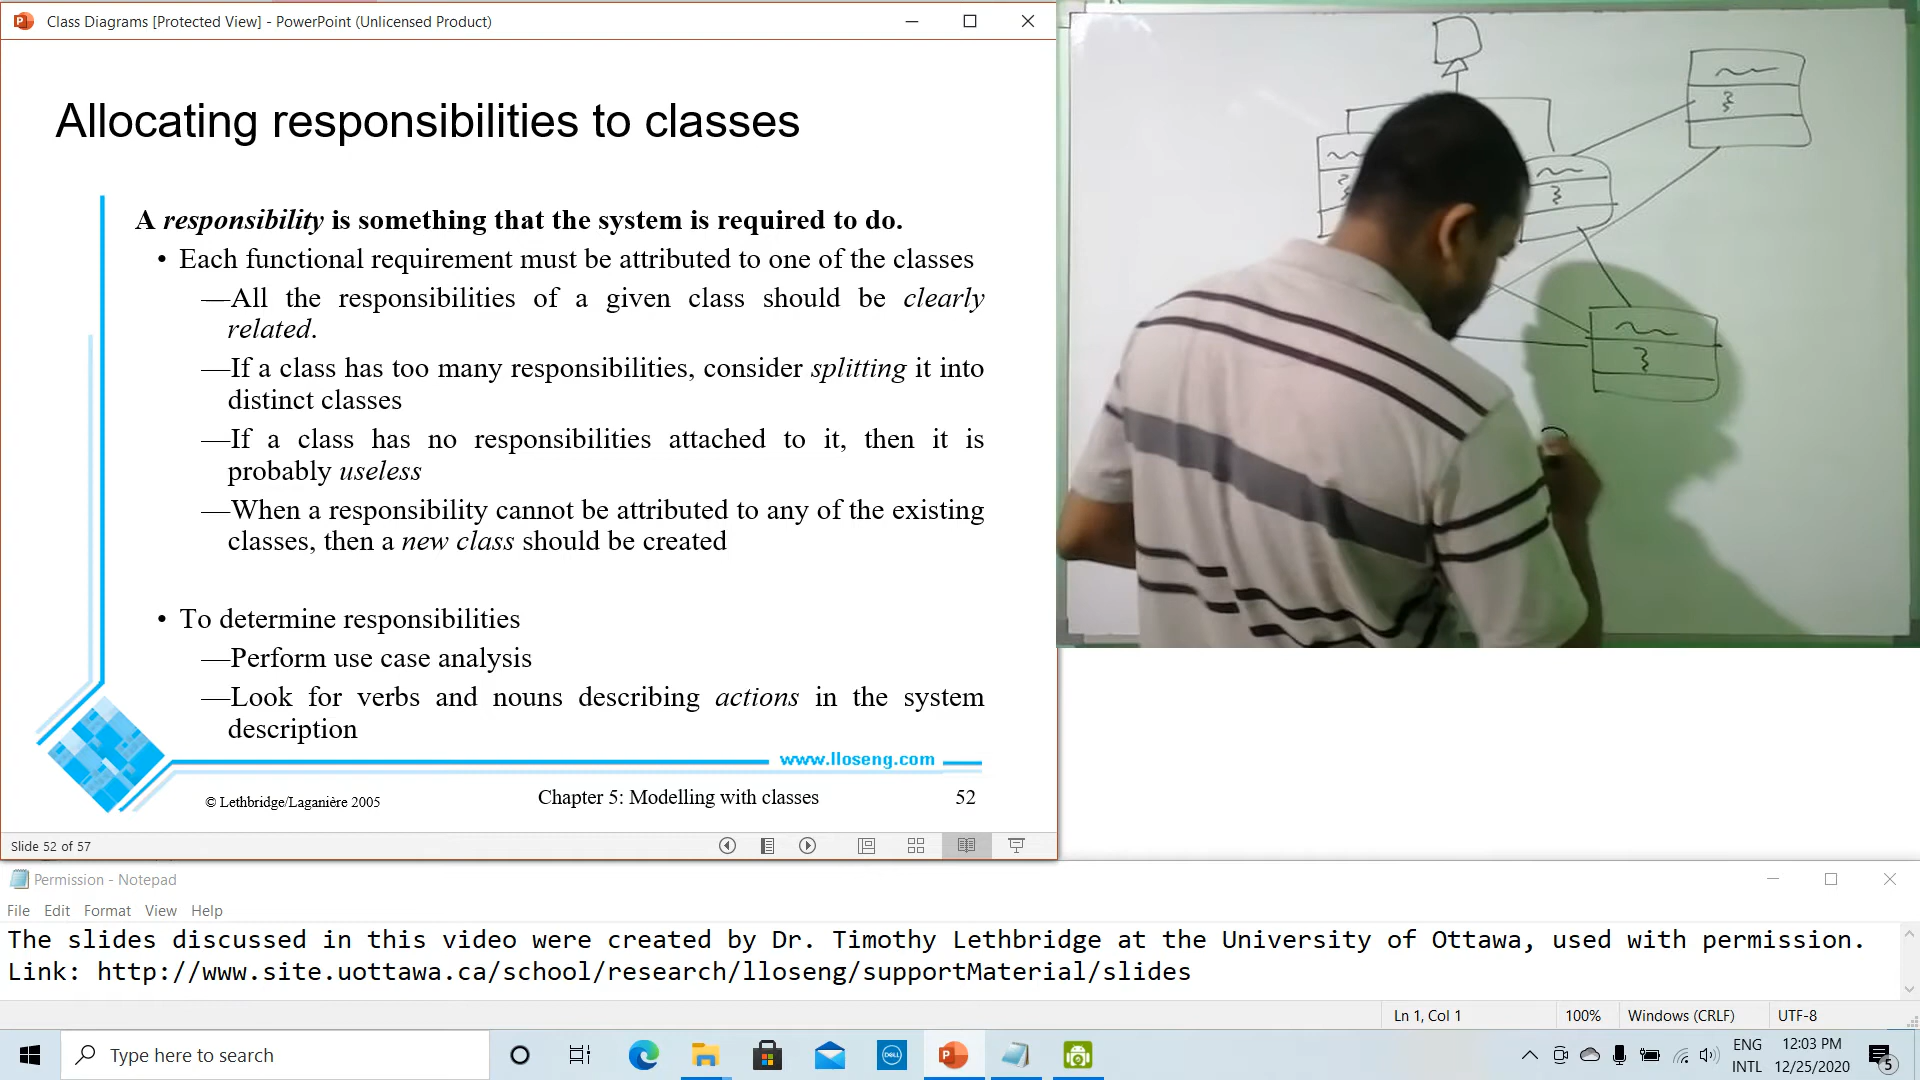 Class Diagrams [Protected View] - PowerPoint (Unlicensed Product)
Allocating responsibilities to classes
A responsibility is something that the system is required to do.
• Each functional requirement must be attributed to one of the classes
—All the responsibilities of a given class should be clearly
related.
—If a class has too many responsibilities, consider splitting it into
distinct classes
—If a class has no responsibilities attached to it, then it is
probably useless
—When a responsibility cannot be attributed to any of the existing
classes, then a new class should be created
• To determine responsibilities
—Perform use case analysis
—Look for verbs and nouns describing actions in the system
description
www.lloseng.com
© Lethbridge/Laganière 2005
Chapter 5: Modelling with classes
52
Slide 52 of 57
Permission - Notepad
File Edit Format View Help
The slides discussed in this video were created by Dr. Timothy Lethbridge at the University of Ottawa, used with permission.
Link: http://www.site.uottawa.ca/school/research/lloseng/supportMaterial/slides
Ln 1, Col 1
100%
Windows (CRLF)
UTF-8
Type here to search
DELL
ENG
INTL
12:03 PM
12/25/2020
5